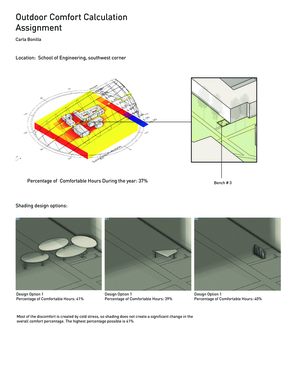 Outdoor Comfort Calculation
Assignment
Carla Bonilla
Location: School of Engineering, southwest corner
Percentage of Comfortable Hours During the year: 37%
Bench # 3
Shading design options:
Design Option 1
Percentage of Comfortable Hours: 41%
Design Option 1
Percentage of Comfortable Hours: 39%
Design Option 1
Percentage of Comfortable Hours: 40%
Most of the discomfort is created by cold stress, so shading does not create a significant change in the
overall comfort percentage. The highest percentage possible is 41%